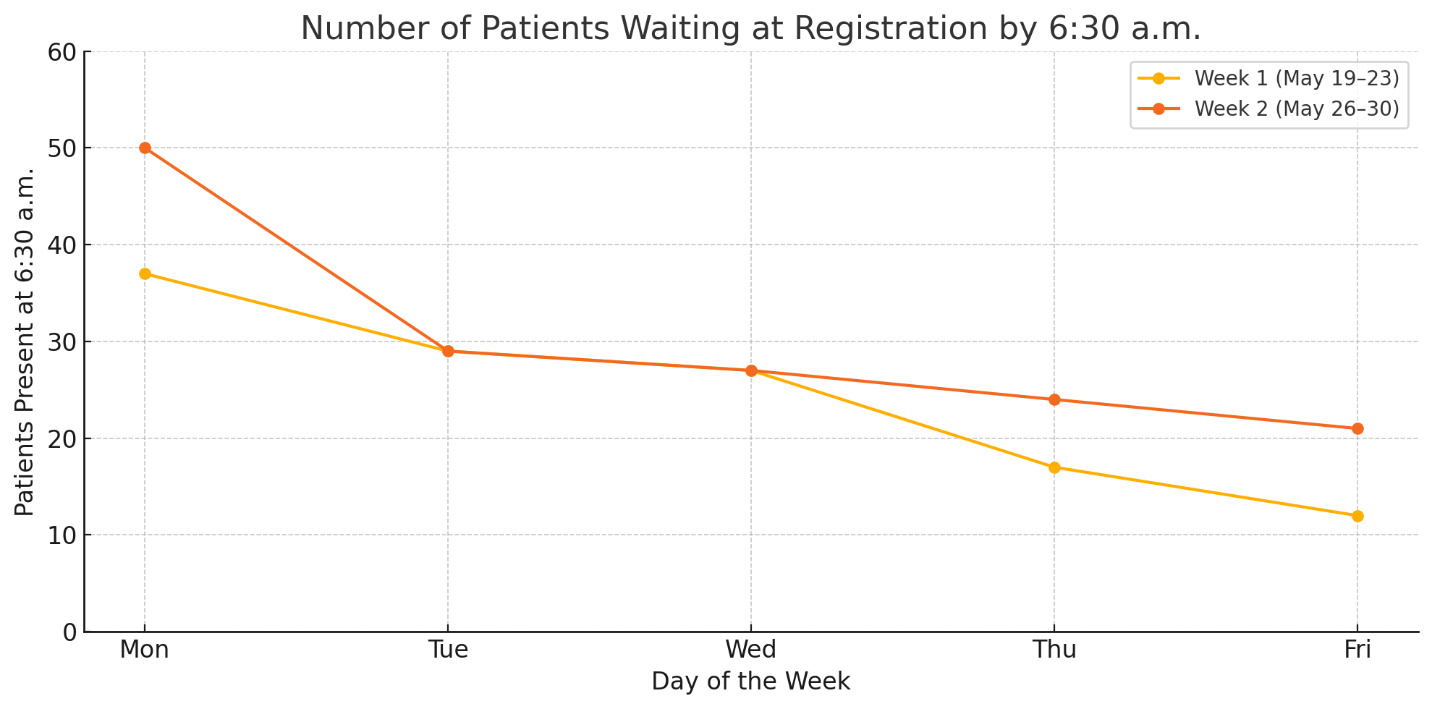 Number of Patients Waiting at Registration by 6:30 a.m.
Week 1 (May 19–23)
Week 2 (May 26–30)
Patients Present at 6:30 a.m.
60
50
40
30
20
10
0
Mon Tue Wed Thu Fri
Day of the Week